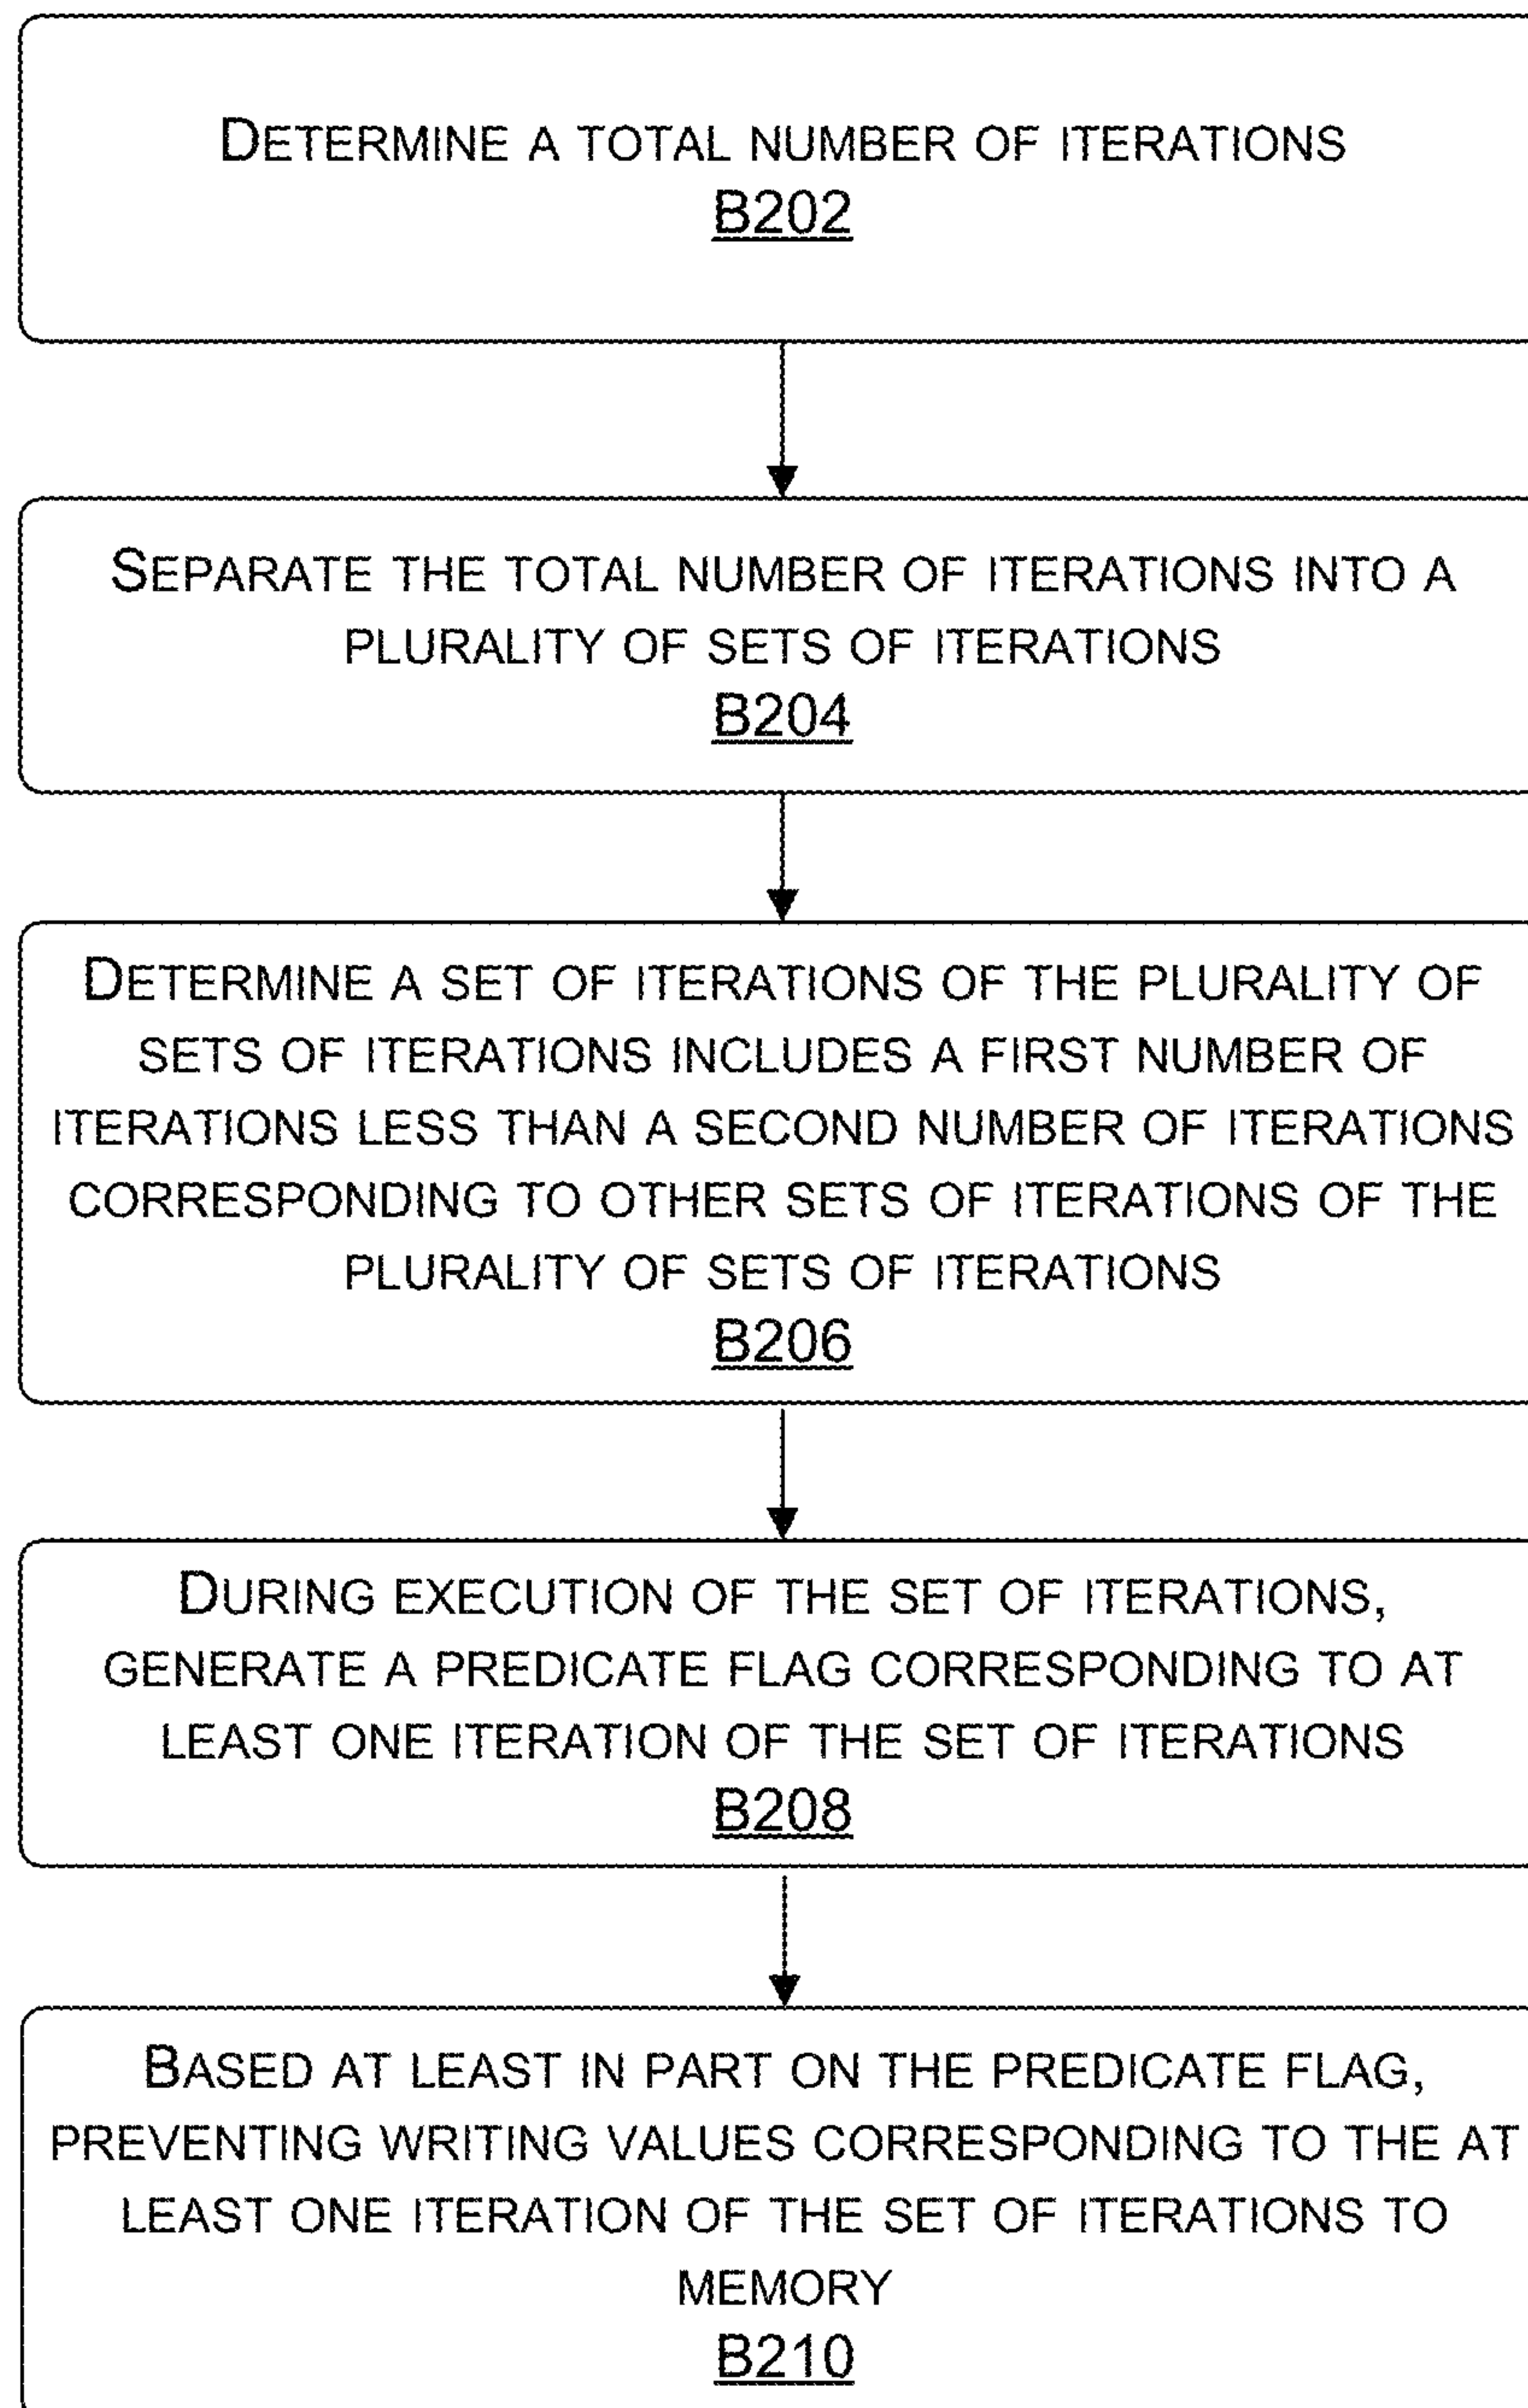 DETERMINE A TOTAL NUMBER OF ITERATIONS
B202
SEPARATE THE TOTAL NUMBER OF ITERATIONS INTO A
PLURALITY OF SETS OF ITERATIONS
B204
DETERMINE A SET OF ITERATIONS OF THE PLURALITY OF
SETS OF ITERATIONS INCLUDES A FIRST NUMBER OF
ITERATIONS LESS THAN A SECOND NUMBER OF ITERATIONS
CORRESPONDING TO OTHER SETS OF ITERATIONS OF THE
PLURALITY OF SETS OF ITERATIONS
B206
DURING EXECUTION OF THE SET OF ITERATIONS,
GENERATE A PREDICATE FLAG CORRESPONDING TO AT
LEAST ONE ITERATION OF THE SET OF ITERATIONS
B208
BASED AT LEAST IN PART ON THE PREDICATE FLAG,
PREVENTING WRITING VALUES CORRESPONDING TO THE AT
LEAST ONE ITERATION OF THE SET OF ITERATIONS TO
MEMORY
B210